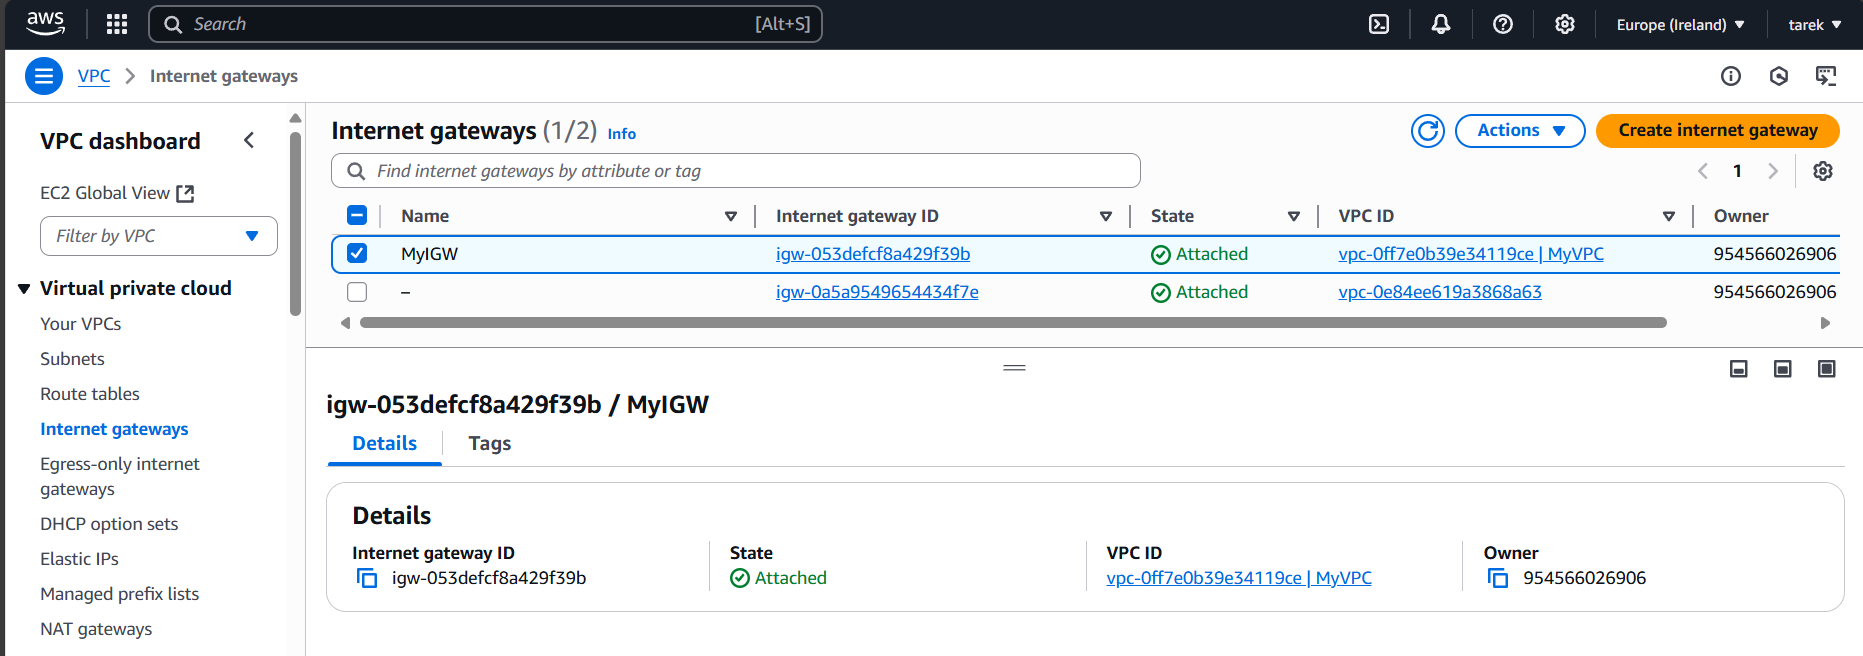 aws
Search [Alt+S] Europe (Ireland) tarek
VPC Internet gateways
VPC dashboard
EC2 Global View
Filter by VPC
Virtual private cloud
Your VPCs
Subnets
Route tables
Internet gateways
Egress-only internet
gateways
DHCP option sets
Elastic IPs
Managed prefix lists
NAT gateways
Internet gateways (1/2) Info
Actions
Create internet gateway
Find internet gateways by attribute or tag
1
Name Internet gateway ID State VPC ID Owner
MyIGW igw-053defcf8a429f39b Attached vpc-0ff7e0b39e34119ce | MyVPC 954566026906
– igw-0a5a9549654434f7e Attached vpc-0e84ee619a3868a63 954566026906
igw-053defcf8a429f39b / MyIGW
Details Tags
Details
Internet gateway ID State VPC ID Owner
igw-053defcf8a429f39b Attached vpc-0ff7e0b39e34119ce | MyVPC 954566026906